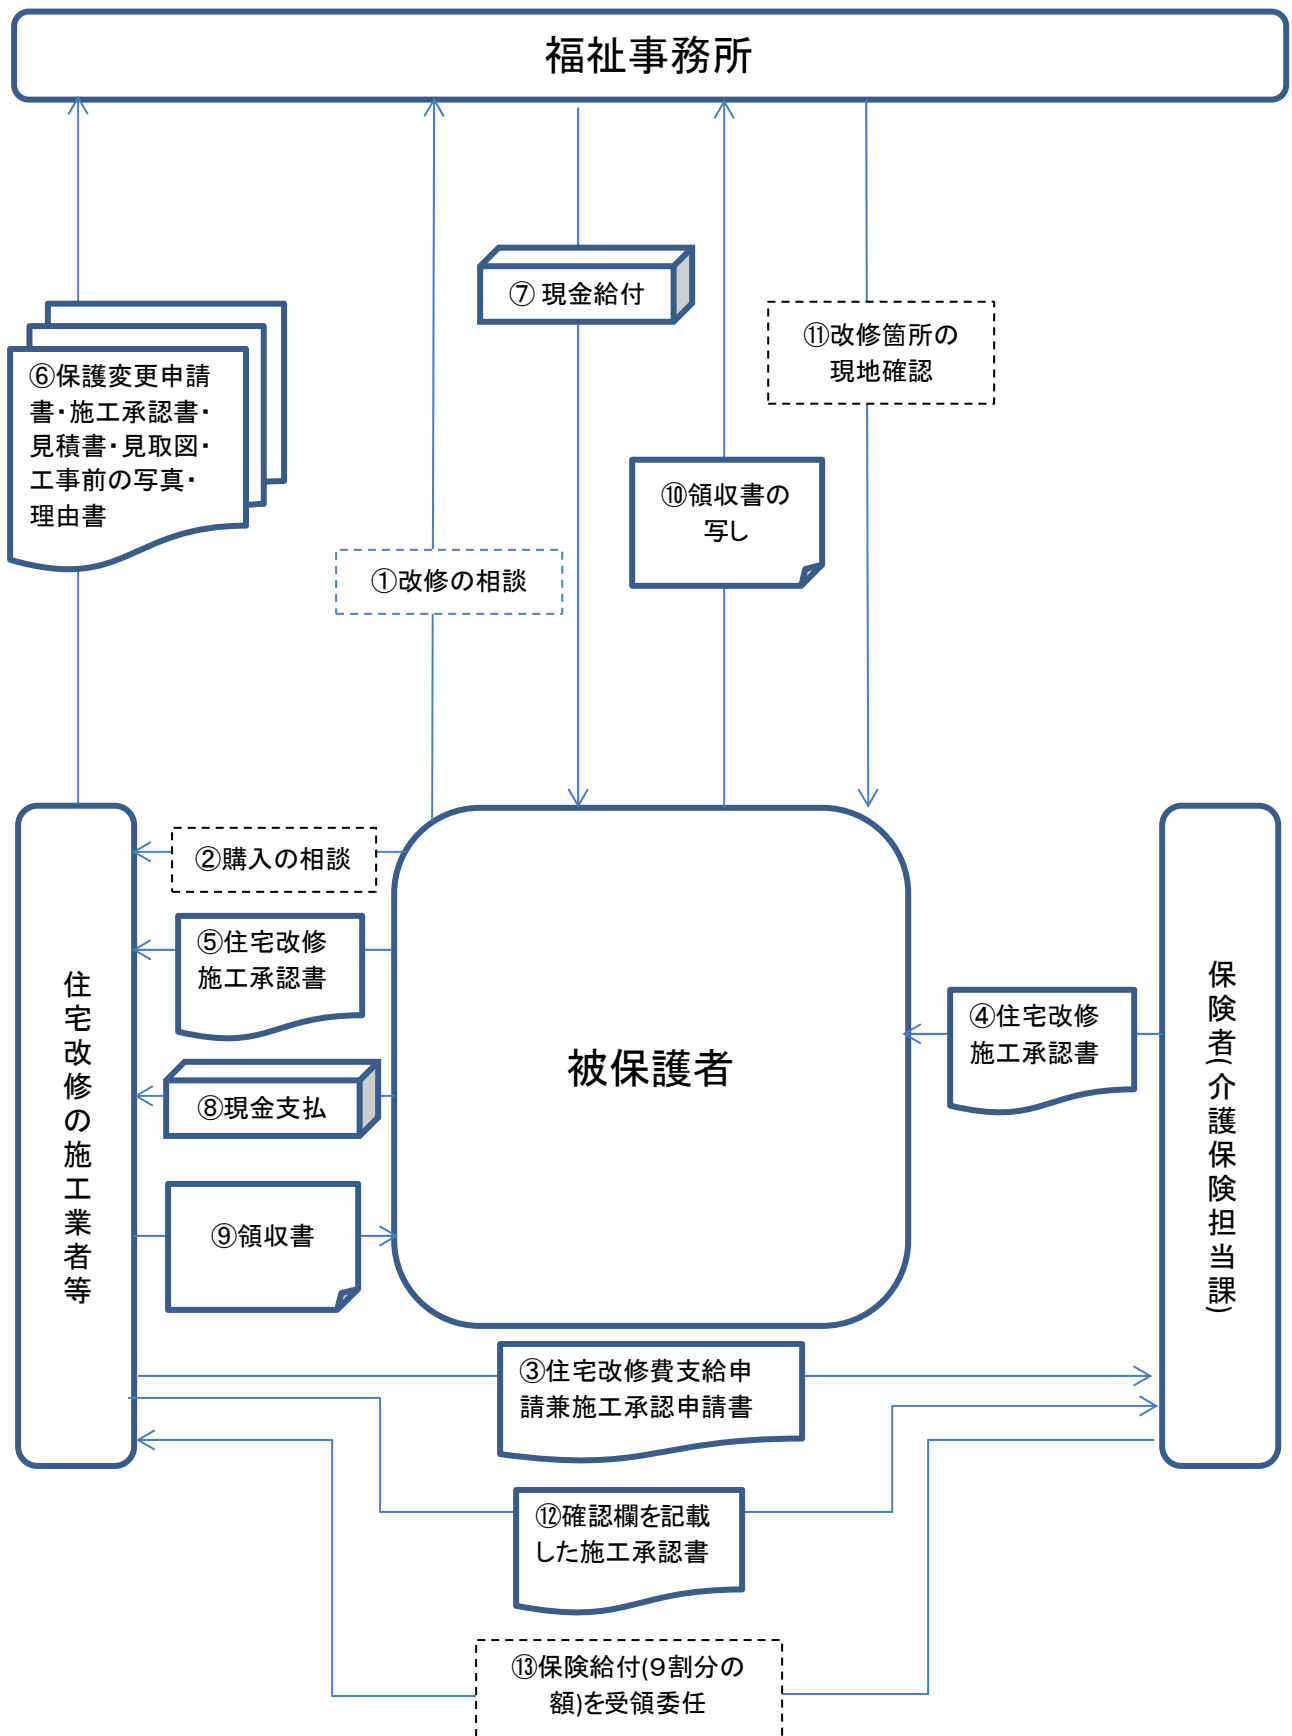 福祉事務所
⑦ 現金給付
⑪改修箇所の
現地確認
⑥保護変更申請
書・施工承認書・
見積書・見取図・
工事前の写真・
理由書
⑩領収書の
写し
①改修の相談
②購入の相談
⑤住宅改修
施工承認書
④住宅改修
施工承認書
被保護者
⑧現金支払
⑨領収書
住宅改修の施工業者等
保険者(介護保険担当課)
③住宅改修費支給申
請兼施工承認申請書
⑫確認欄を記載
した施工承認書
⑬保険給付(9割分の
額)を受領委任